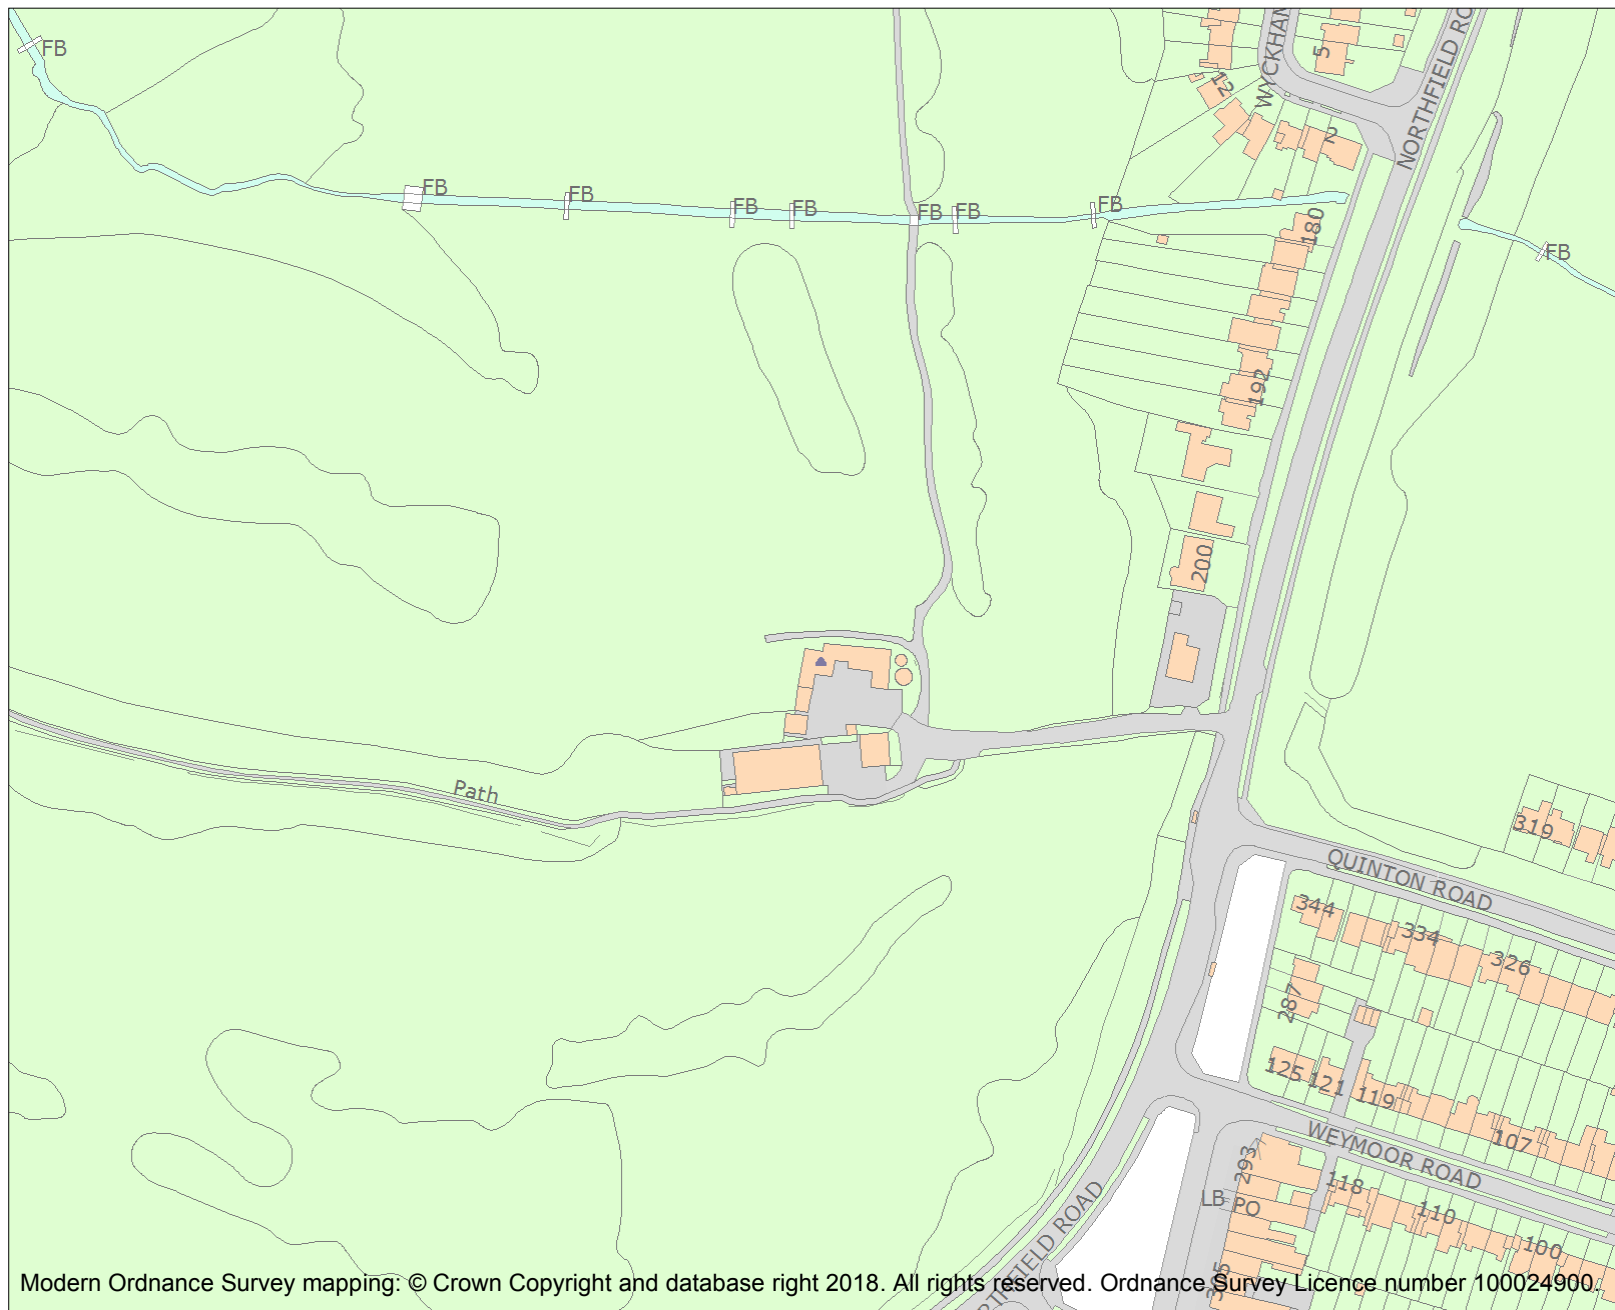 FB
WYCKHAM
5
NORTHFIELD RO
12
2
FB
FB
FB
FB
FB
FB
FB
180
FB
192
200
Path
319
QUINTON ROAD
344
334
326
287
125
121
119
107
WEYMOOR ROAD
293
118
LB
PO
110
100
RTHFIELD ROAD
305
Modern Ordnance Survey mapping: © Crown Copyright and database right 2018. All rights reserved. Ordnance Survey Licence number 100024900.